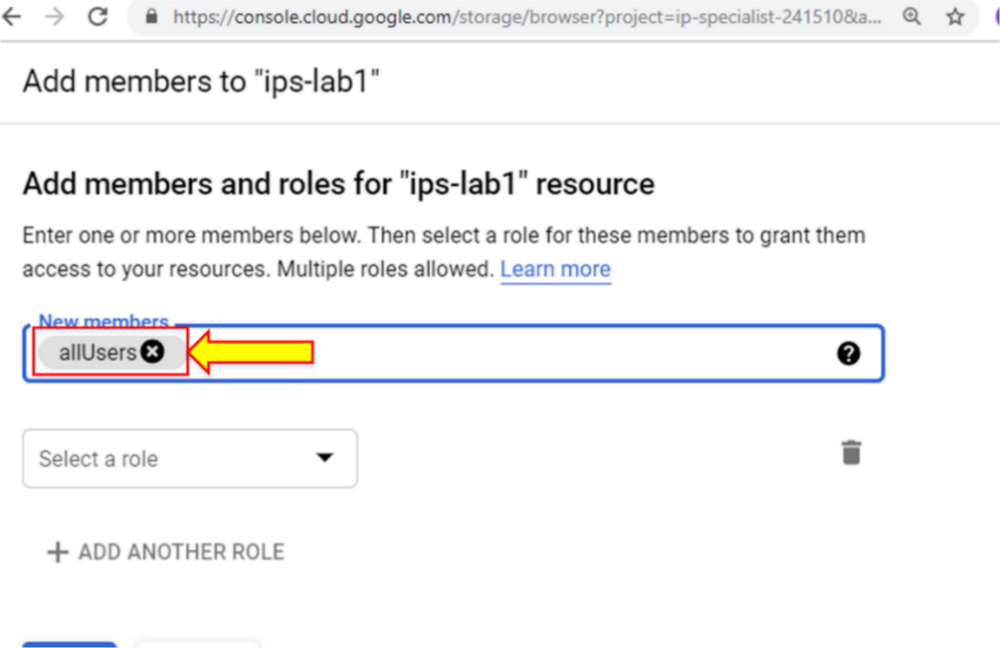 https://console.cloud.google.com/storage/browser?project=ip-specialist-241510&a...
Add members to "ips-lab1"
Add members and roles for "ips-lab1" resource
Enter one or more members below. Then select a role for these members to grant them
access to your resources. Multiple roles allowed. Learn more
New members
allUsers
Select a role
ADD ANOTHER ROLE